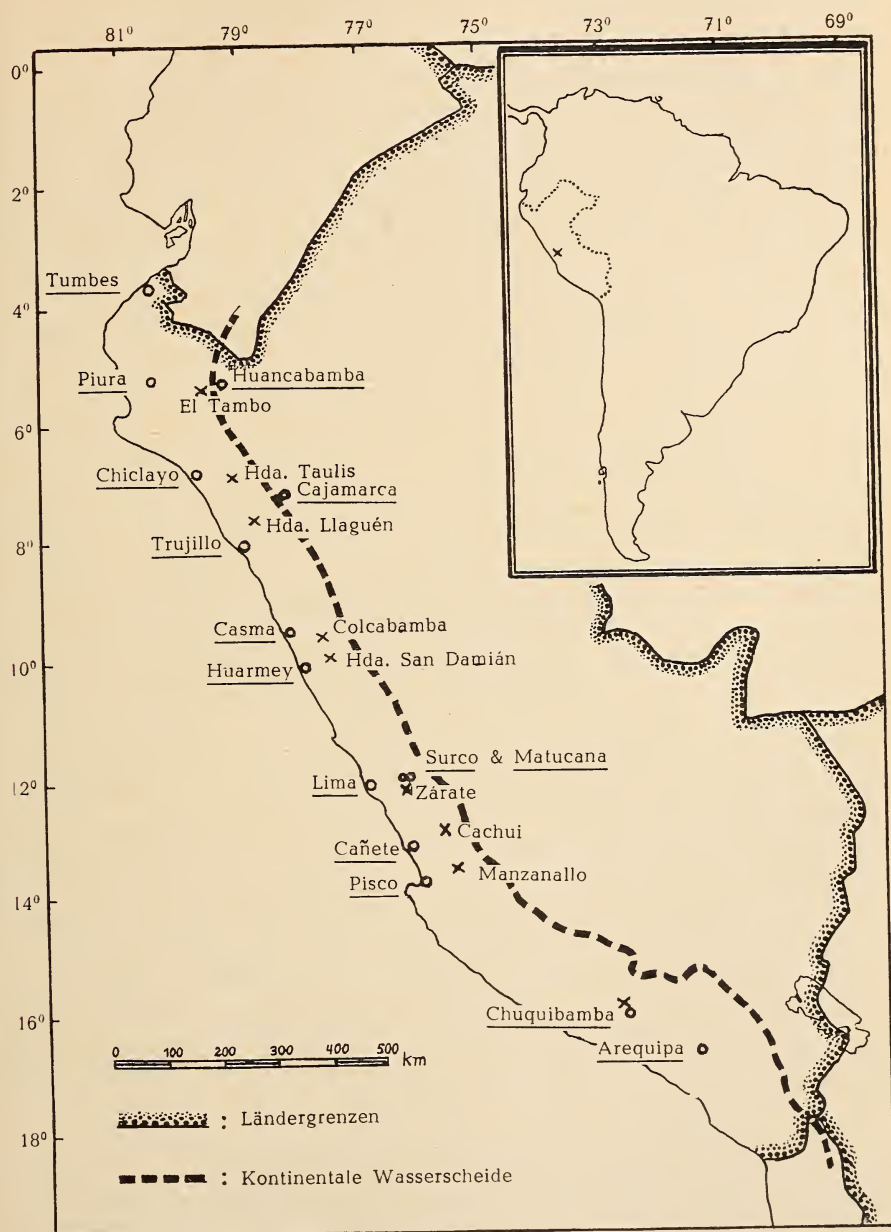 81° 79° 77° 75° 73° 71° 69°
0°
2°
Tumbes
4°
Piura
Huancabamba
El Tambo
6°
Chiclayo
Hda. Taulis
Cajamarca
Hda. Llaguén
Trujillo
8°
Casma
Colcabamba
Hda. San Damián
Huarmey
10°
Surco & Matucana
Lima
12°
Zárate
Cachui
Cañete
Manzanallo
Pisco
14°
Chuquibamba
16°
Arequipa
0 100 200 300 400 500 km
: Ländergrenzen
18°
: Kontinentale Wasserscheide